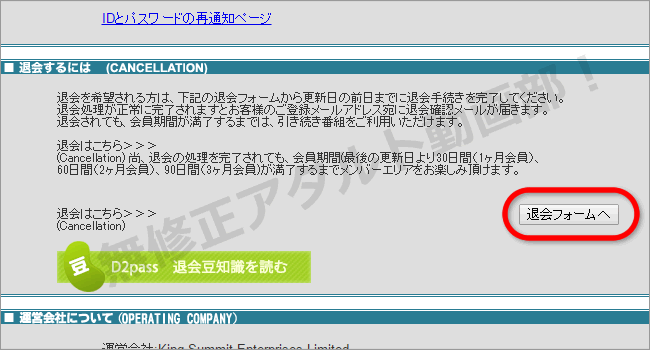 IDとパスワードの再通知ページ
■ 退会するには (CANCELLATION)
退会を希望される方は、下記の退会フォームから更新日の前日までに退会手続きを完了してください。
退会処理が正常に完了されますとお客様のご登録メールアドレス宛に退会確認メールが届きます。
退会されても、会員期間が満了するまでは、引き続き番組をご利用いただけます。
退会はこちら＞＞＞
(Cancellation) 尚、退会の処理を完了されても、会員期間(最後の更新日より30日間(1ヶ月会員)、
60日間(2ヶ月会員)、90日間(3ヶ月会員)が満了するまでメンバーエリアをお楽しみ頂けます。
退会はこちら＞＞＞
(Cancellation)
退会フォームへ
豆 D2pass 退会豆知識を読む
無修正アダルト動画部！
■ 運営会社について (OPERATING COMPANY)
運営会社:King Summit Enterprises Limited